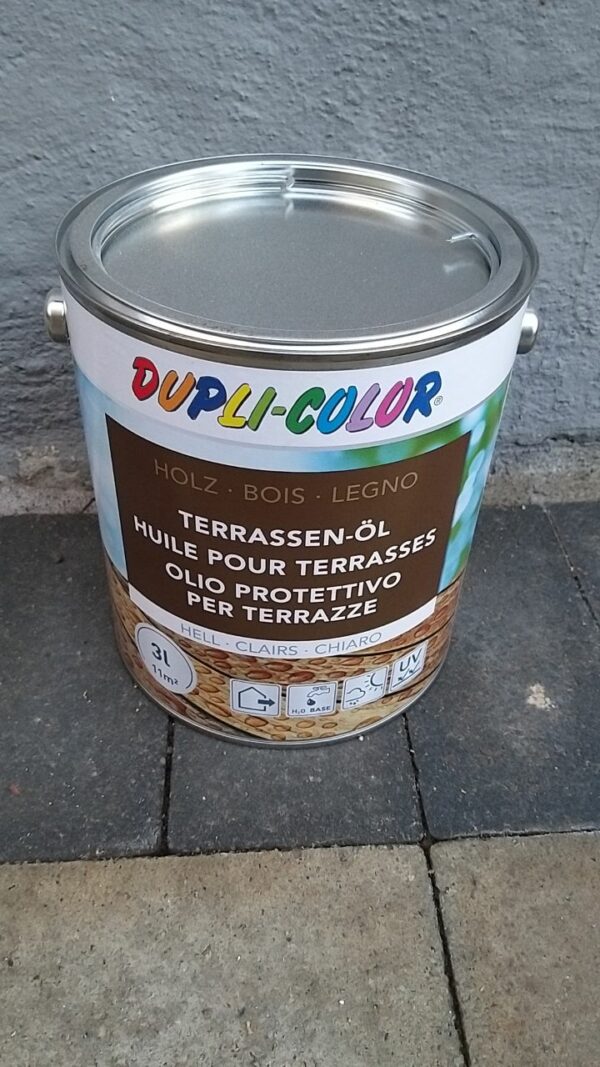 DUPLI-COLOR®
HOLZ · BOIS · LEGNO
TERRASSEN-ÖL
HUILE POUR TERRASSES
OLIO PROTETTIVO
PER TERRAZZE
HELL · CLAIRS · CHIARO
3l
11m²
H₂O BASE
UV